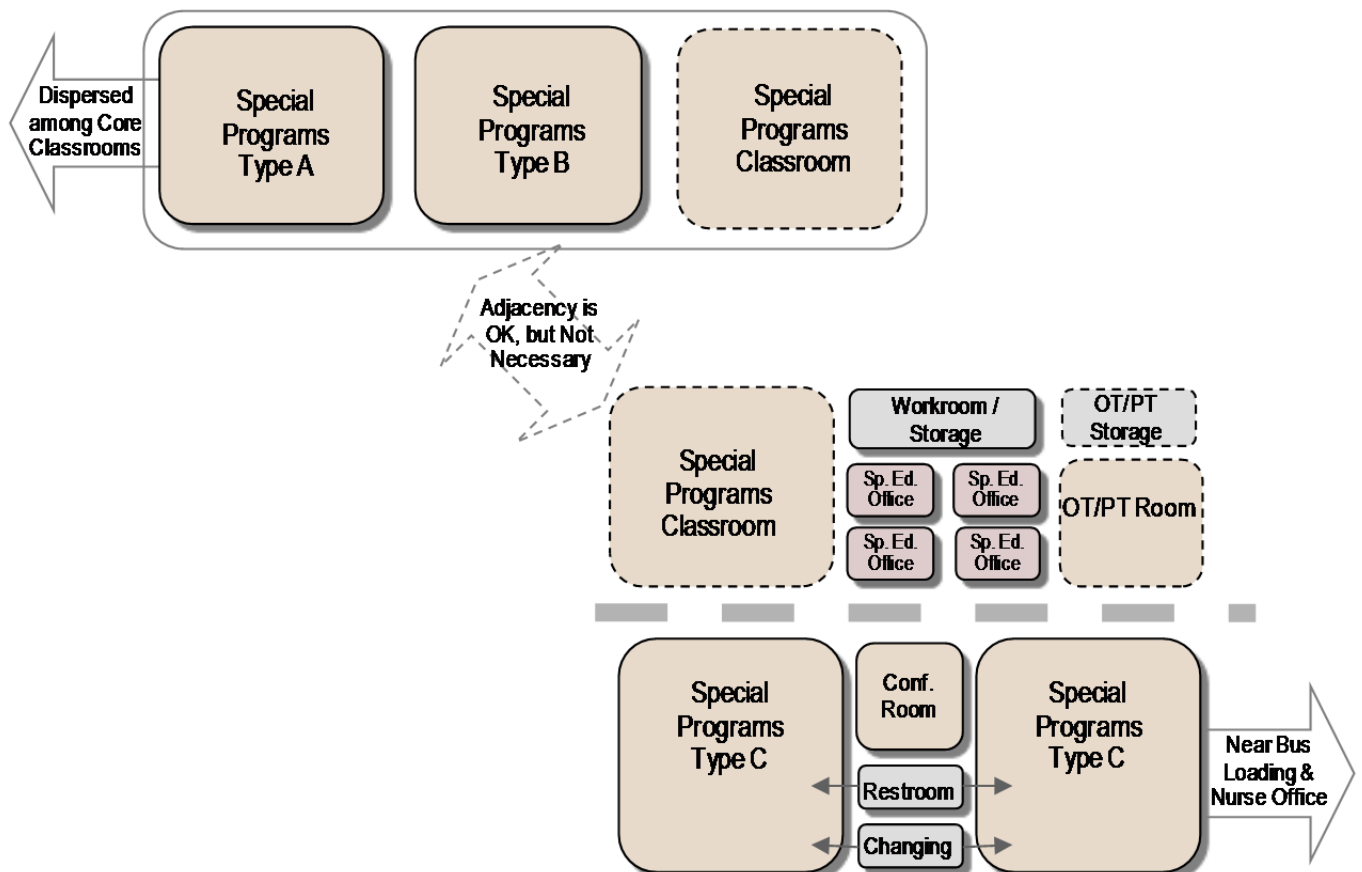 Dispersed
among Core
Classrooms
Special
Programs
Type A
Special
Programs
Type B
Special
Programs
Classroom
Adjacency is
OK, but Not
Necessary
Special
Programs
Classroom
Workroom /
Storage
OT/PT
Storage
Sp. Ed.
Office
Sp. Ed.
Office
Sp. Ed.
Office
Sp. Ed.
Office
OT/PT Room
Special
Programs
Type C
Conf.
Room
Restroom
Changing
Special
Programs
Type C
Near Bus
Loading &
Nurse Office